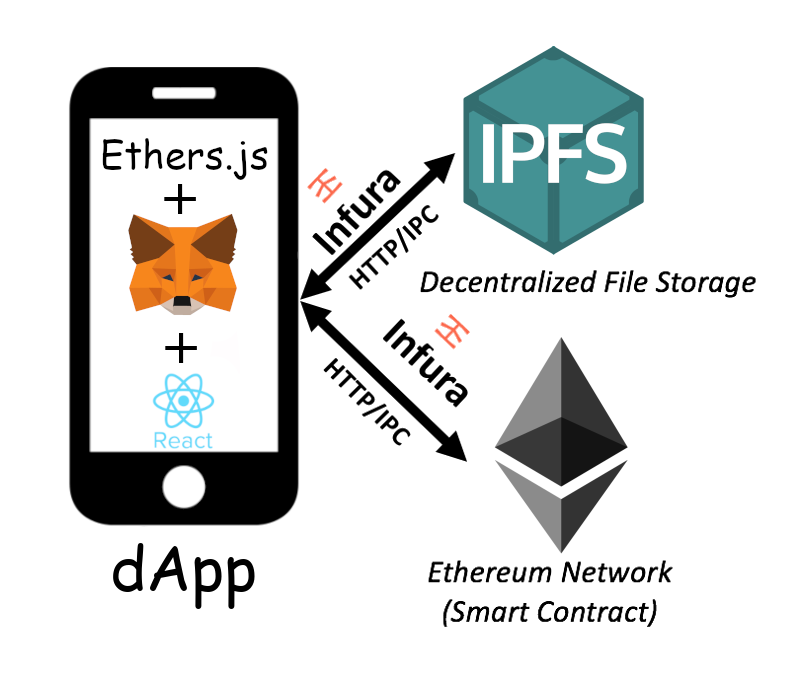 Ethers.js
+
+
React
dApp
Infura
HTTP/IPC
IPFS
Decentralized File Storage
Infura
HTTP/IPC
Ethereum Network
(Smart Contract)